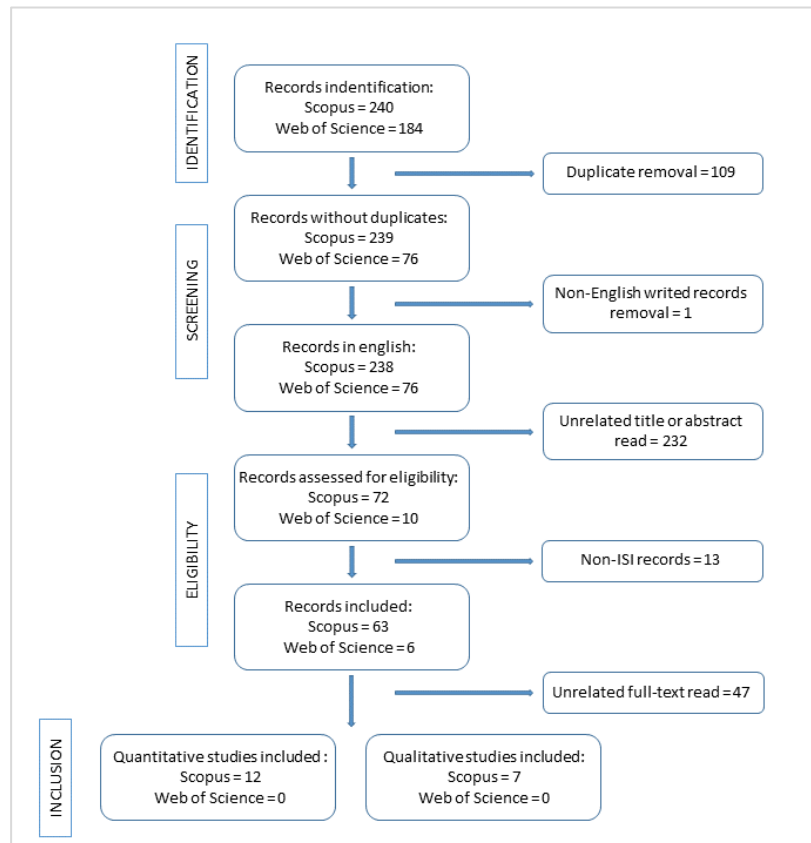 IDENTIFICATION
Records indentification:
Scopus = 240
Web of Science = 184
Duplicate removal = 109
SCREENING
Records without duplicates:
Scopus = 239
Web of Science = 76
Non-English writed records
removal = 1
Records in english:
Scopus = 238
Web of Science = 76
Unrelated title or abstract
read = 232
ELIGIBILITY
Records assessed for eligibility:
Scopus = 72
Web of Science = 10
Non-ISI records = 13
Records included:
Scopus = 63
Web of Science = 6
Unrelated full-text read = 47
INCLUSION
Quantitative studies included :
Scopus = 12
Web of Science = 0
Qualitative studies included:
Scopus = 7
Web of Science = 0